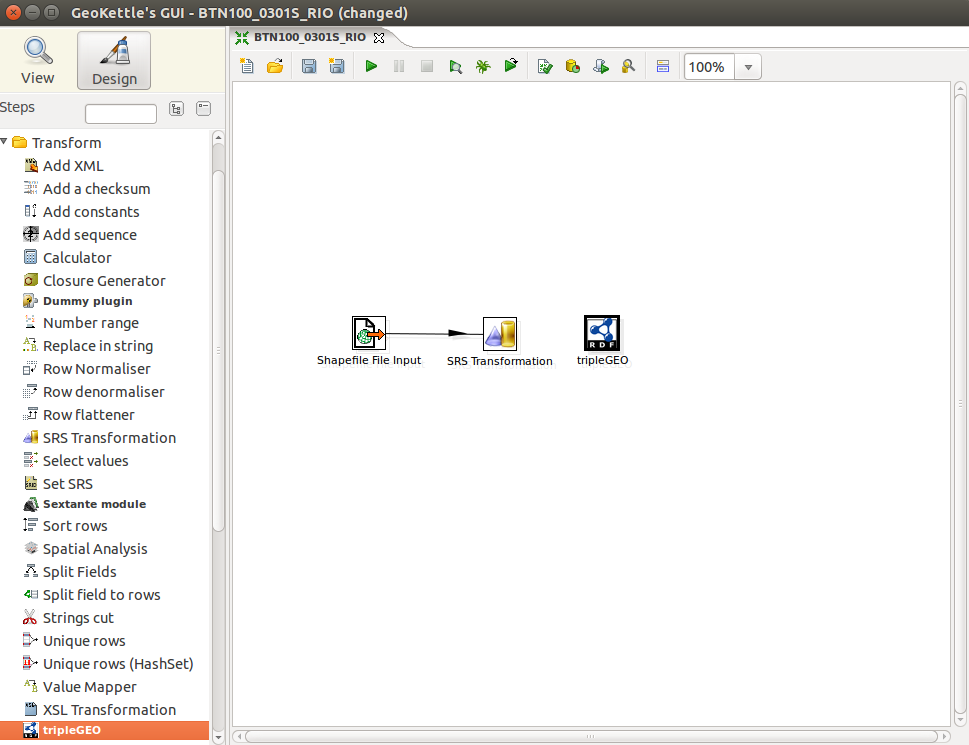 GeoKettle's GUI - BTN100_0301S_RIO (changed)
View
Design
BTN100_0301S_RIO
100%
Steps
Transform
Add XML
Add a checksum
Add constants
Add sequence
Calculator
Closure Generator
Dummy plugin
Number range
Replace in string
Row Normaliser
Row denormaliser
Row flattener
SRS Transformation
Select values
Set SRS
Sextante module
Sort rows
Spatial Analysis
Split Fields
Split field to rows
Strings cut
Unique rows
Unique rows (HashSet)
Value Mapper
XSL Transformation
tripleGEO
Shapefile File Input
SRS Transformation
RDF
tripleGEO